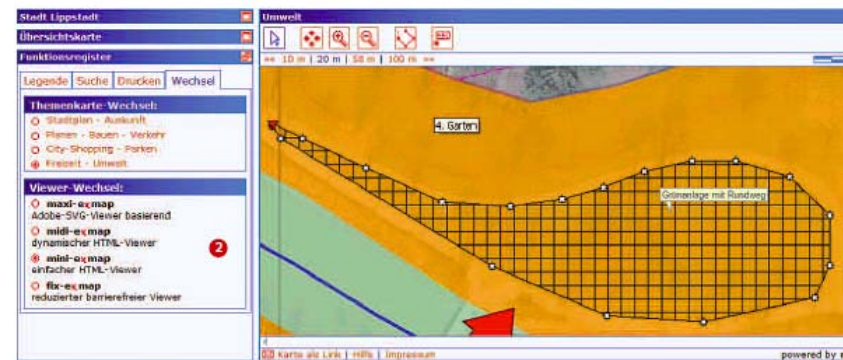 Stadt Lippstadt
Übersichtskarte
Funktionsregister
Legende | Suche | Drucken | Wechsel
Themenkarte-Wechsel:
Stadtplan - Auskunft
Planen - Bauen - Verkehr
City-Shopping - Parken
Freizeit - Umwelt
Viewer-Wechsel:
maxi-exmap
Adobe-SVG-Viewer basierend
midi-exmap
dynamischer HTML-Viewer
2
mini-exmap
einfacher HTML-Viewer
fix-exmap
reduzierter barrierefreier Viewer
Umwelt
<< 10 m | 20 m | 50 m | 100 m >>
4. Garten
Grünanlage mit Rundweg
Karte als Link | Hilfe | Impressum
powered by